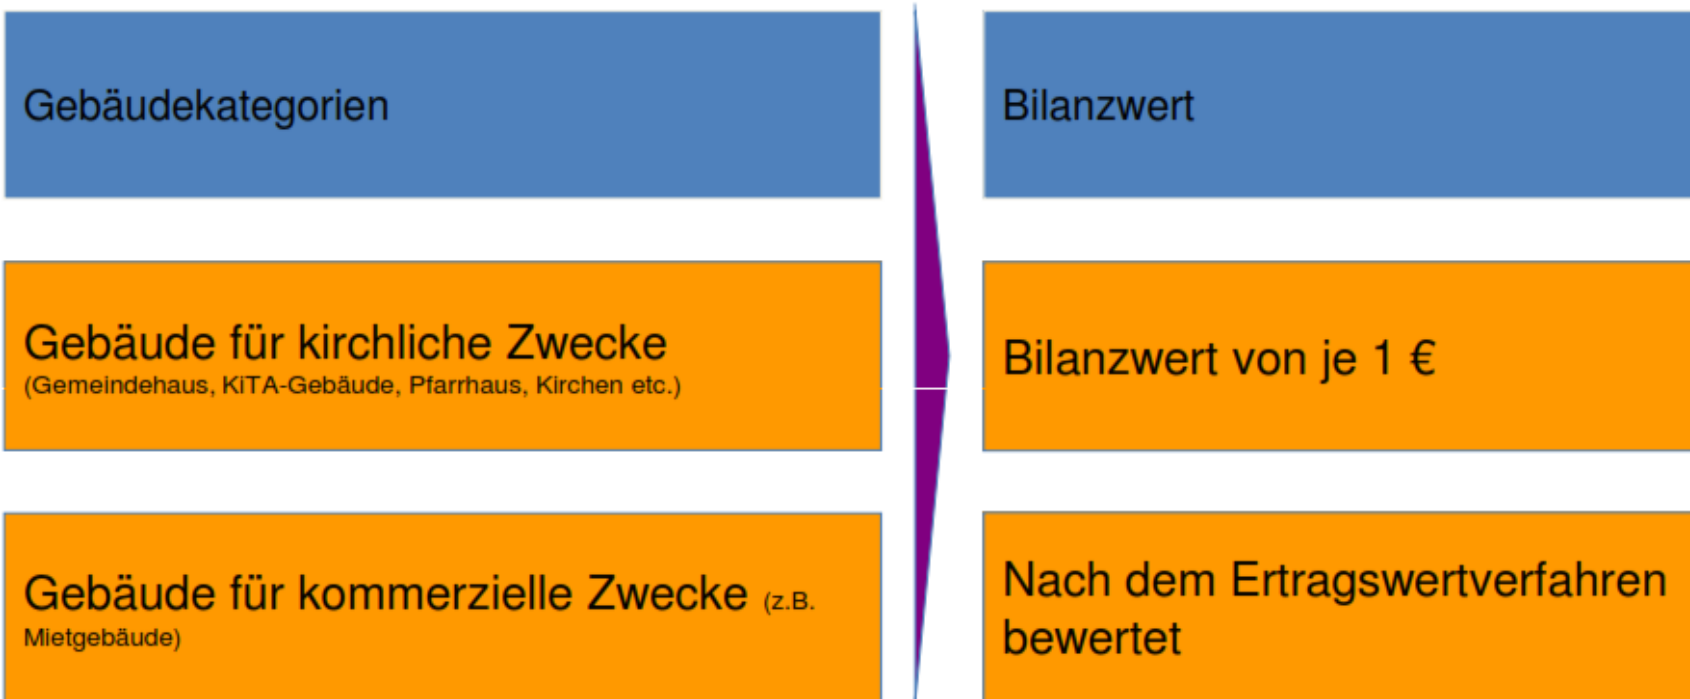 Gebäudekategorien
Bilanzwert
Gebäude für kirchliche Zwecke
(Gemeindehaus, KiTA-Gebäude, Pfarrhaus, Kirchen etc.)
Bilanzwert von je 1 €
Gebäude für kommerzielle Zwecke (z.B.
Mietgebäude)
Nach dem Ertragswertverfahren
bewertet